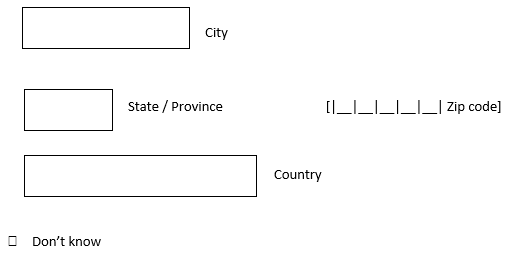 City
State / Province [|__|__|__|__|__| Zip code]
Country
☐ Don’t know